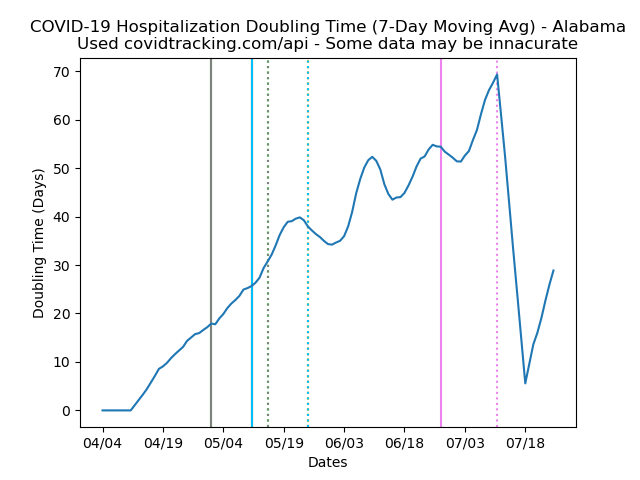 COVID-19 Hospitalization Doubling Time (7-Day Moving Avg) - Alabama
Used covidtracking.com/api - Some data may be innacurate
70
60
50
40
30
20
10
0
Doubling Time (Days)
04/04 04/19 05/04 05/19 06/03 06/18 07/03 07/18
Dates